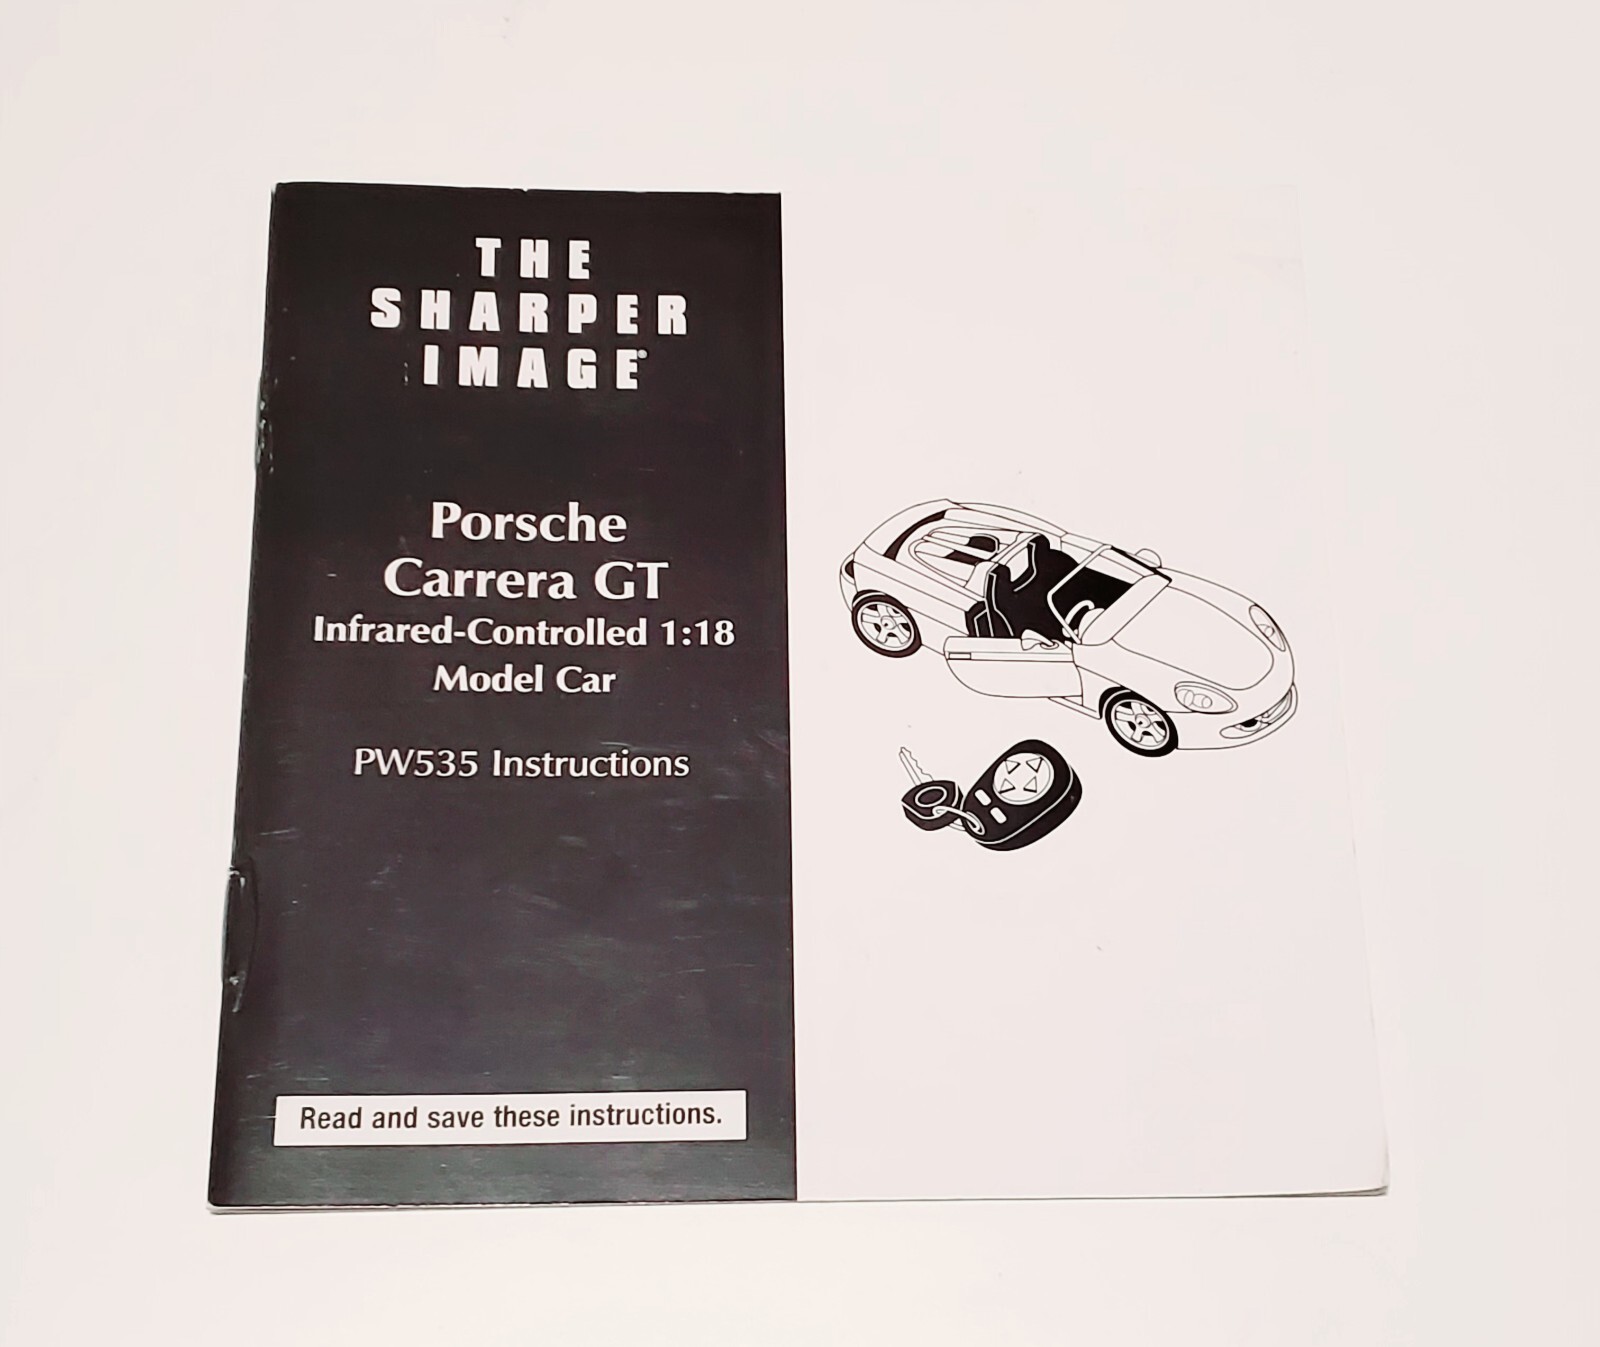 THE
SHARPER
IMAGE®
Porsche
Carrera GT
Infrared-Controlled 1:18
Model Car
PW535 Instructions
Read and save these instructions.